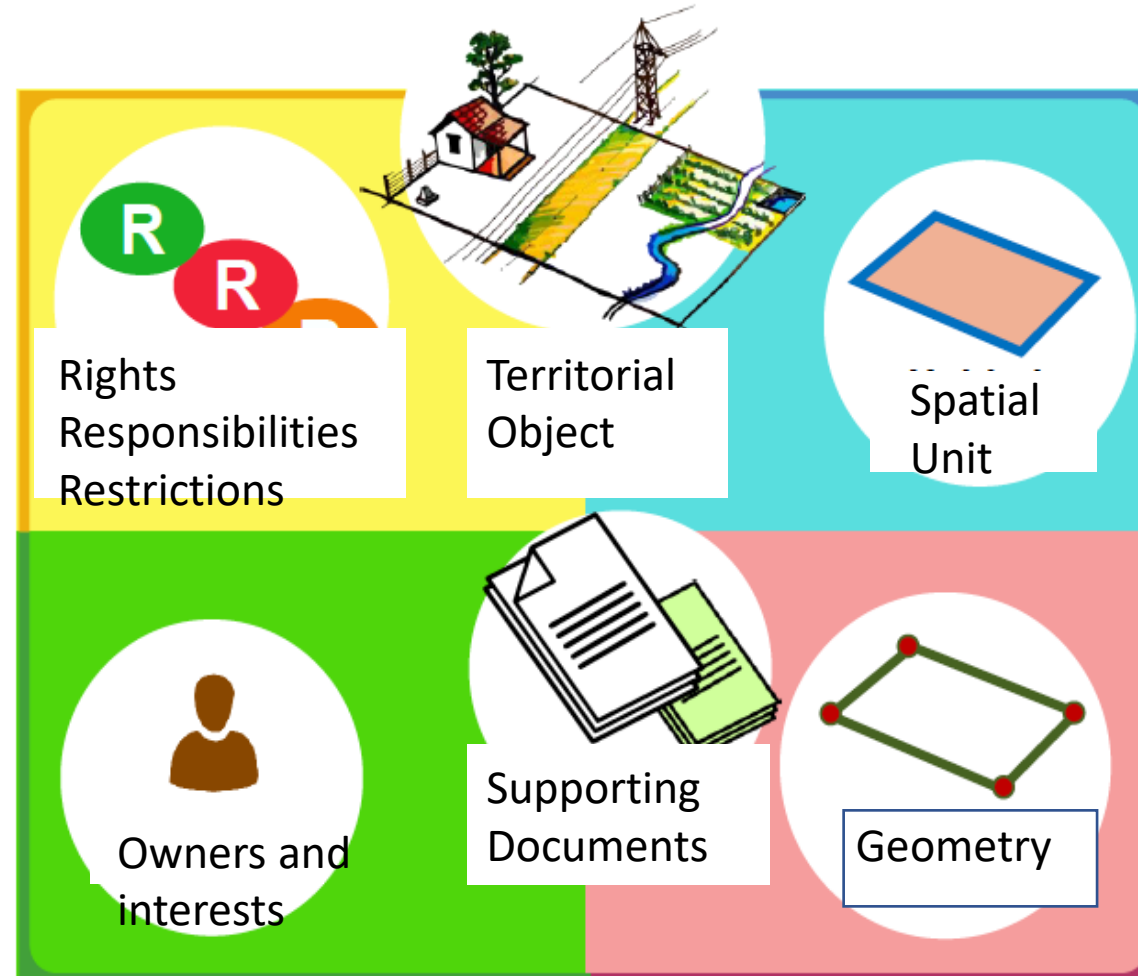 R
R
Rights
Responsibilities
Restrictions
Territorial
Object
Spatial
Unit
Owners and
interests
Supporting
Documents
Geometry